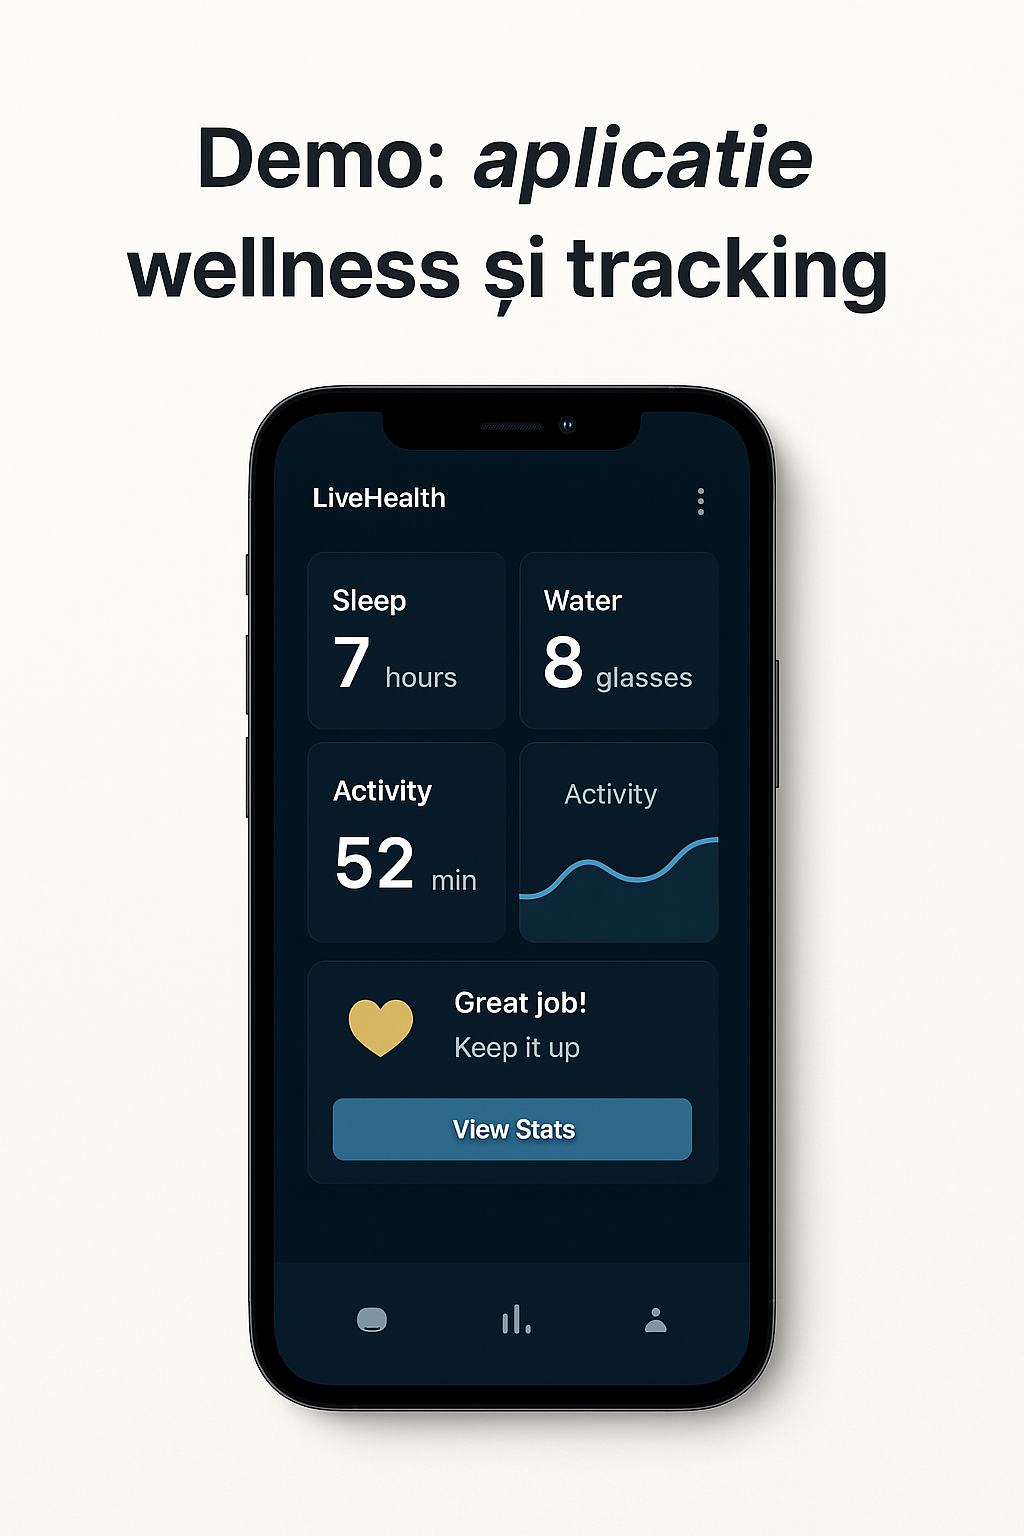 Demo: aplicatie
wellness și tracking
LiveHealth
Sleep
7 hours
Water
8 glasses
Activity
52 min
Activity
Great job!
Keep it up
View Stats